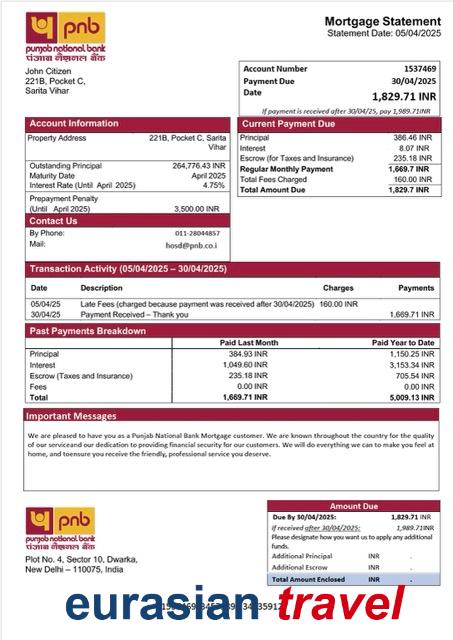 pnb
punjab national bank
पंजाब नैशनल बैंक
Mortgage Statement
Statement Date: 05/04/2025
John Citizen
221B, Pocket C,
Sarita Vihar
Account Number 1537469
Payment Due 30/04/2025
Date 1,829.71 INR
If payment is received after 30/04/25, pay 1,989.71INR
Account Information
Property Address 221B, Pocket C, Sarita
Vihar
Outstanding Principal 264,776.43 INR
Maturity Date April 2025
Interest Rate (Until April 2025) 4.75%
Prepayment Penalty
(Until April 2025) 3,500.00 INR
Contact Us
By Phone: 011-28044857
Mail: hosd@pnb.co.i
Current Payment Due
Principal 386.46 INR
Interest 8.07 INR
Escrow (for Taxes and Insurance) 235.18 INR
Regular Monthly Payment 1,669.7 INR
Total Fees Charged 160.00 INR
Total Amount Due 1,829.7 INR
Transaction Activity (05/04/2025 – 30/04/2025)
Date Description Charges Payments
05/04/25 Late Fees (charged because payment was received after 30/04/2025) 160.00 INR
30/04/25 Payment Received – Thank you 1,669.71 INR
Past Payments Breakdown
Paid Last Month Paid Year to Date
Principal 384.93 INR 1,150.25 INR
Interest 1,049.60 INR 3,153.34 INR
Escrow (Taxes and Insurance) 235.18 INR 705.54 INR
Fees 0.00 INR 0.00 INR
Total 1,669.71 INR 5,009.13 INR
Important Messages
We are pleased to have you as a Punjab National Bank Mortgage customer. We are known throughout the country for the quality
of our serviceand our dedication to providing financial security for our customers. We will do everything we can to make you feel at
home, and toensure you receive the friendly, professional service you deserve.
pnb
punjab national bank
पंजाब नैशनल बैंक
Plot No. 4, Sector 10, Dwarka,
New Delhi – 110075, India
Amount Due
Due By 30/04/2025: 1,829.71 INR
If received after 30/04/2025: 1,989.71INR
Please designate how you want us to apply any additional
funds.
Additional Principal INR .
Additional Escrow INR .
Total Amount Enclosed INR .
eurasian travel